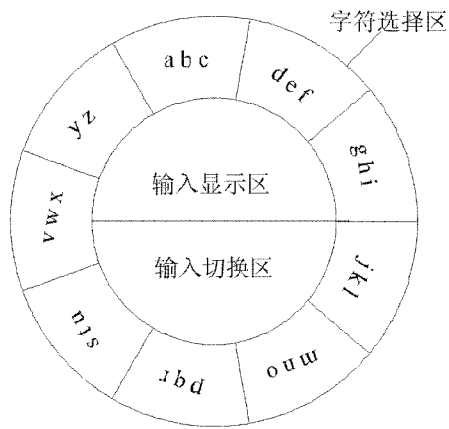 字符选择区
abc
def
ghi
jkl
mno
pqr
stu
vwx
yz
输入显示区
输入切换区